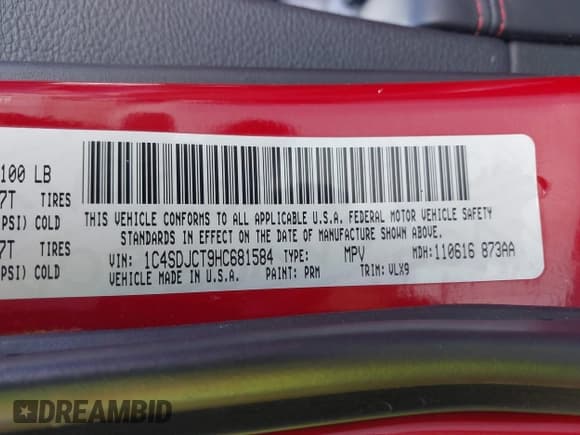 100 LB
7T TIRES
PSI) COLD
7T TIRES
PSI) COLD
THIS VEHICLE CONFORMS TO ALL APPLICABLE U.S.A. FEDERAL MOTOR VEHICLE SAFETY
STANDARDS IN EFFECT ON THE DATE OF MANUFACTURE SHOWN ABOVE.
VIN: 1C4SDJCT9HC681584 TYPE: MPV MDH: 110616 873AA
VEHICLE MADE IN U.S.A. PAINT: PRM TRIM: VLX9
DREAMBID